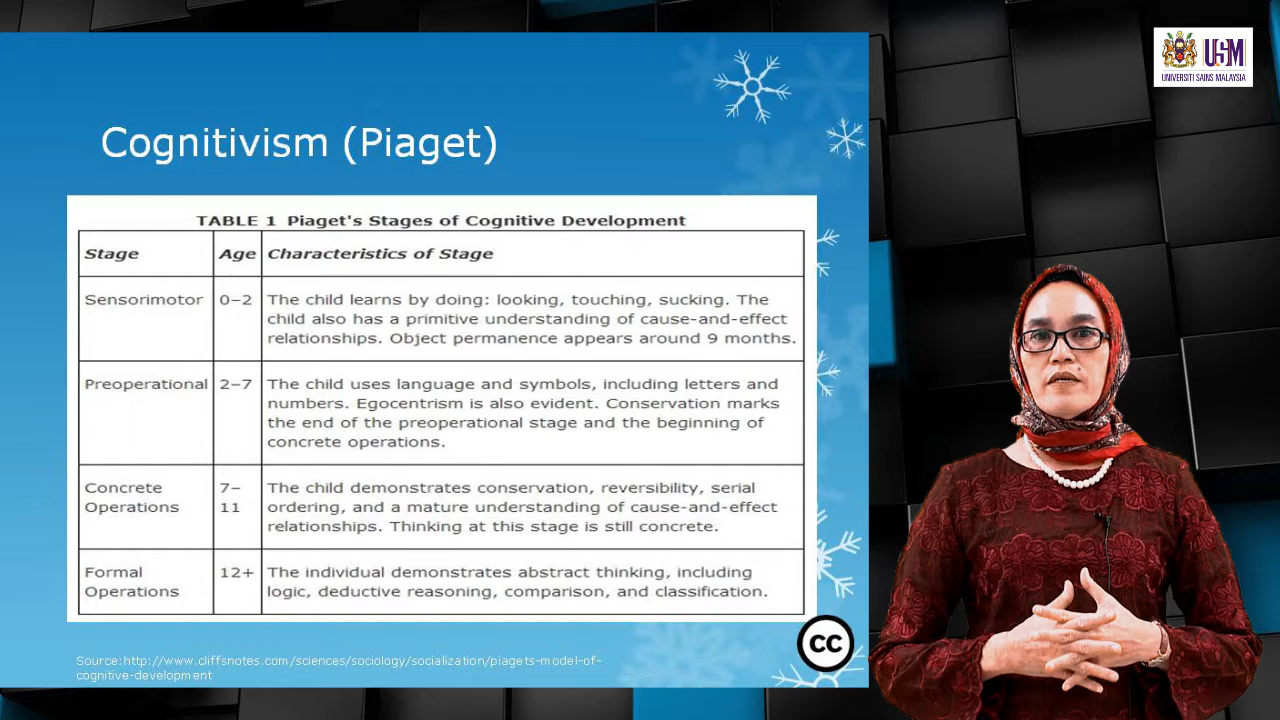 USM
UNIVERSITI SAINS MALAYSIA
Cognitivism (Piaget)
TABLE 1 Piaget's Stages of Cognitive Development
Stage Age Characteristics of Stage
Sensorimotor 0–2 The child learns by doing: looking, touching, sucking. The
child also has a primitive understanding of cause-and-effect
relationships. Object permanence appears around 9 months.
Preoperational 2–7 The child uses language and symbols, including letters and
numbers. Egocentrism is also evident. Conservation marks
the end of the preoperational stage and the beginning of
concrete operations.
Concrete 7– The child demonstrates conservation, reversibility, serial
Operations 11 ordering, and a mature understanding of cause-and-effect
relationships. Thinking at this stage is still concrete.
Formal 12+ The individual demonstrates abstract thinking, including
Operations logic, deductive reasoning, comparison, and classification.
cc
Source:http://www.cliffsnotes.com/sciences/sociology/socialization/piagets-model-of-
cognitive-development